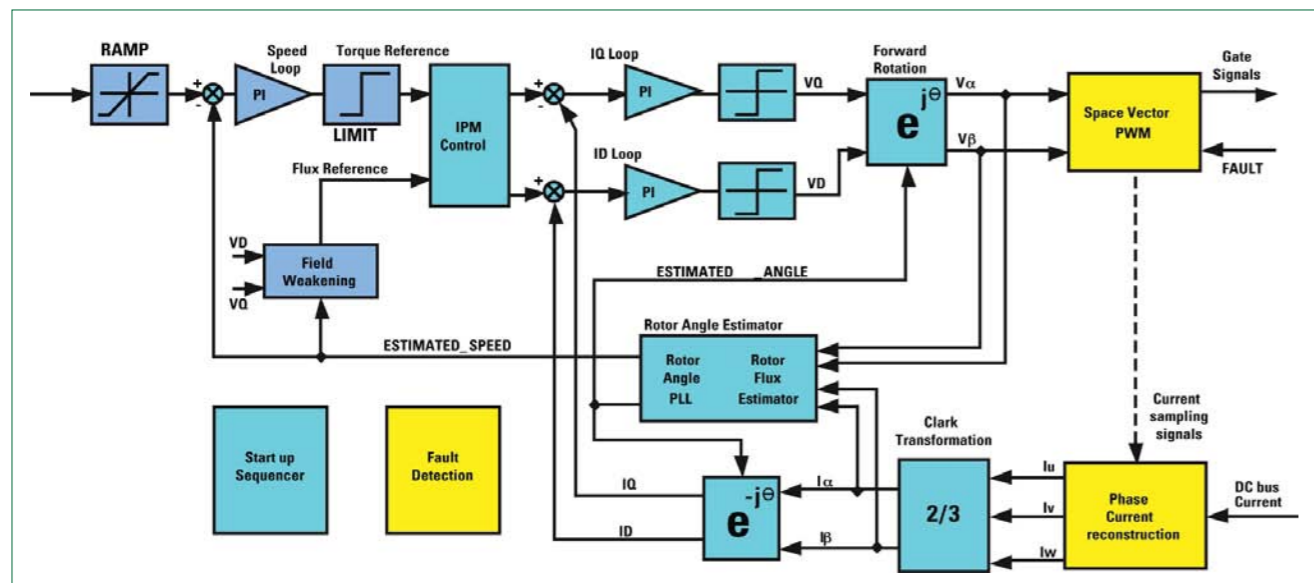 RAMP
Speed
Loop
Torque Reference
IQ Loop
Forward
Rotation
Gate
Signals
+
-
PI
LIMIT
IPM
Control
+
-
PI
VQ
e jΘ
Vα
Vβ
Space Vector
PWM
FAULT
Flux Reference
ID Loop
+
-
PI
VD
VD
VQ
Field
Weakening
ESTIMATED _ANGLE
Rotor Angle Estimator
ESTIMATED_SPEED
Rotor
Angle
PLL
Rotor
Flux
Estimator
Current
sampling
signals
Start up
Sequencer
Fault
Detection
Clark
Transformation
IQ
ID
e -jΘ
Iα
Iβ
2/3
Iu
Iv
Iw
Phase
Current
reconstruction
DC bus
Current